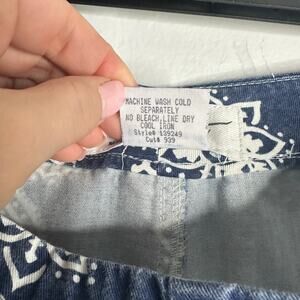 MACHINE WASH COLD
SEPARATELY
NO BLEACH,LINE DRY
COOL IRON
Style# 139249
Cut# 939